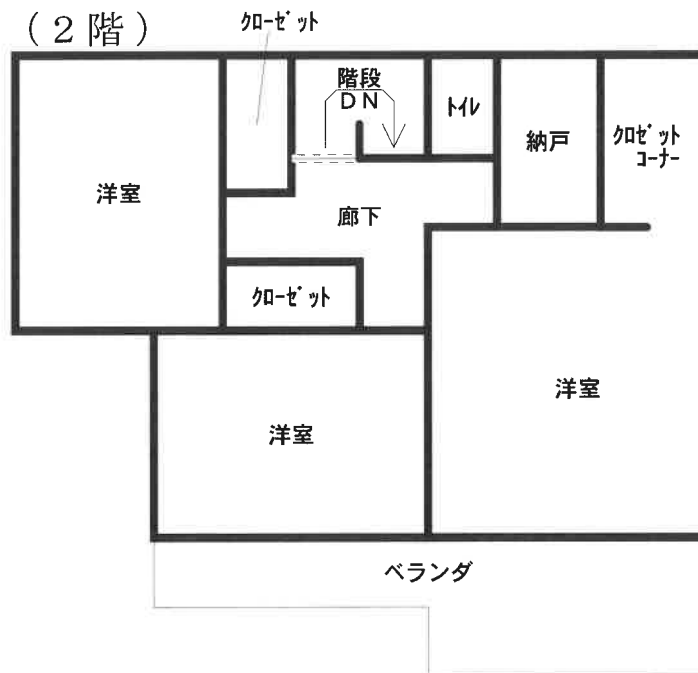 (２階)
クローゼット
階段
ＤＮ
トイレ
納戸
クロゼット
コーナー
洋室
廊下
クローゼット
洋室
洋室
ベランダ